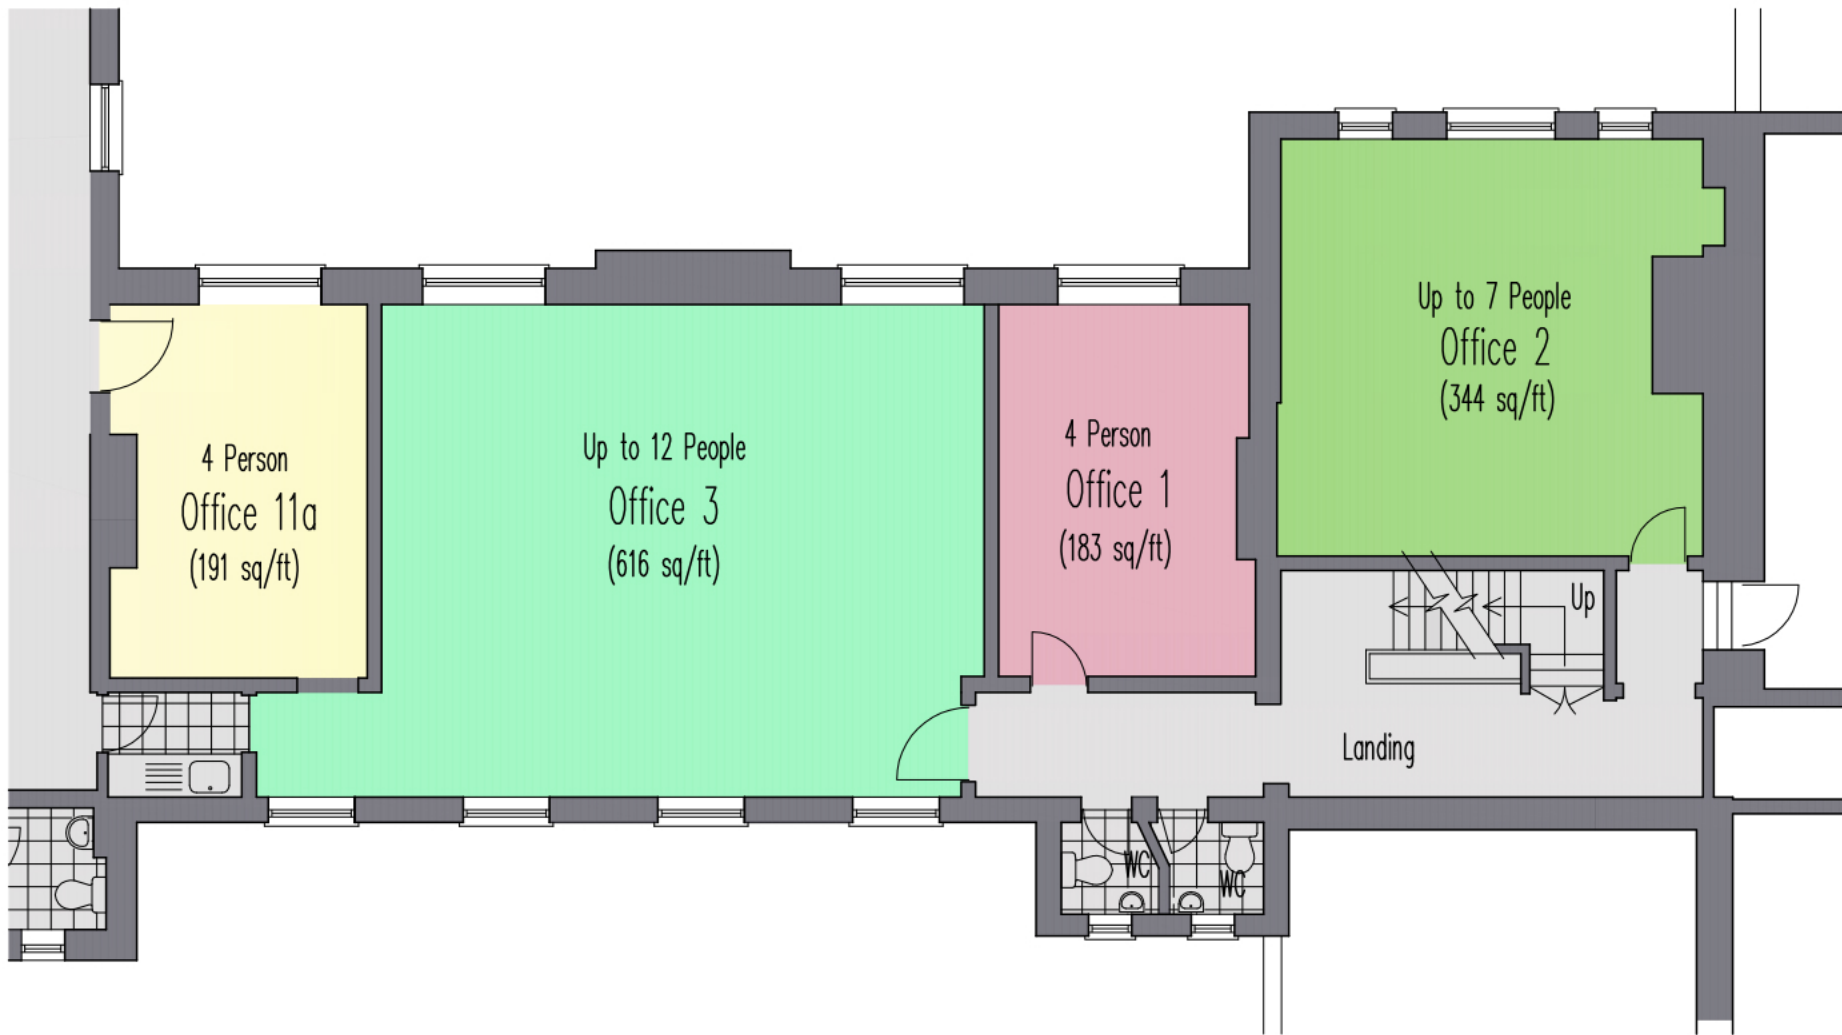 4 Person
Office 11a
(191 sq/ft)
Up to 12 People
Office 3
(616 sq/ft)
4 Person
Office 1
(183 sq/ft)
Up to 7 People
Office 2
(344 sq/ft)
Up
Landing
WC
WC